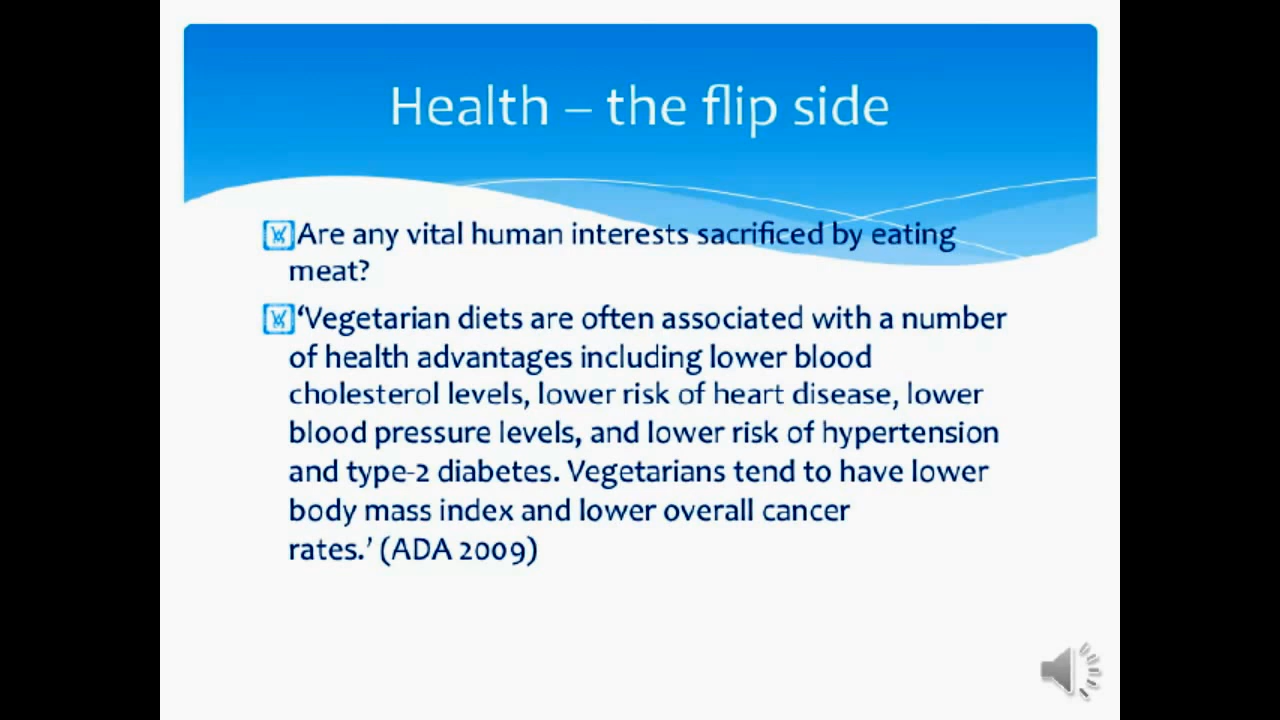 Health – the flip side
Are any vital human interests sacrificed by eating
meat?
‘Vegetarian diets are often associated with a number
of health advantages including lower blood
cholesterol levels, lower risk of heart disease, lower
blood pressure levels, and lower risk of hypertension
and type-2 diabetes. Vegetarians tend to have lower
body mass index and lower overall cancer
rates.’ (ADA 2009)